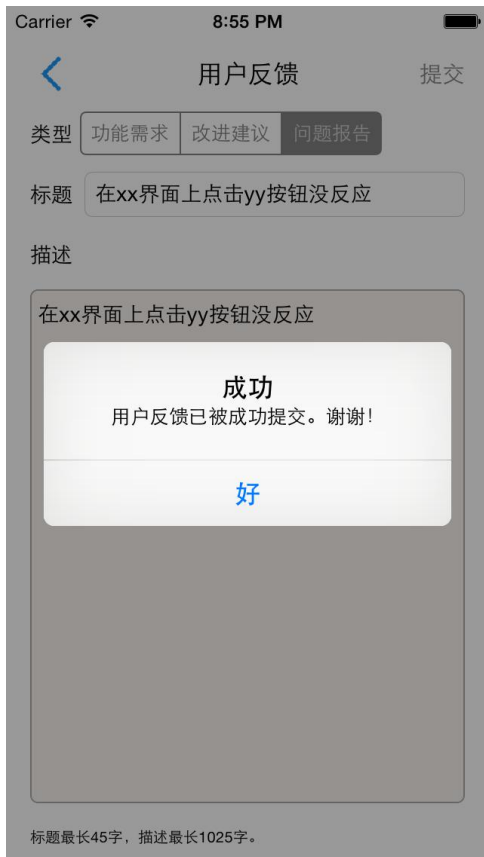 Carrier 8:55 PM
用户反馈 提交
类型 功能需求 改进建议 问题报告
标题 在xx界面上点击yy按钮没反应
描述
在xx界面上点击yy按钮没反应
成功
用户反馈已被成功提交。谢谢！
好
标题最长45字，描述最长1025字。